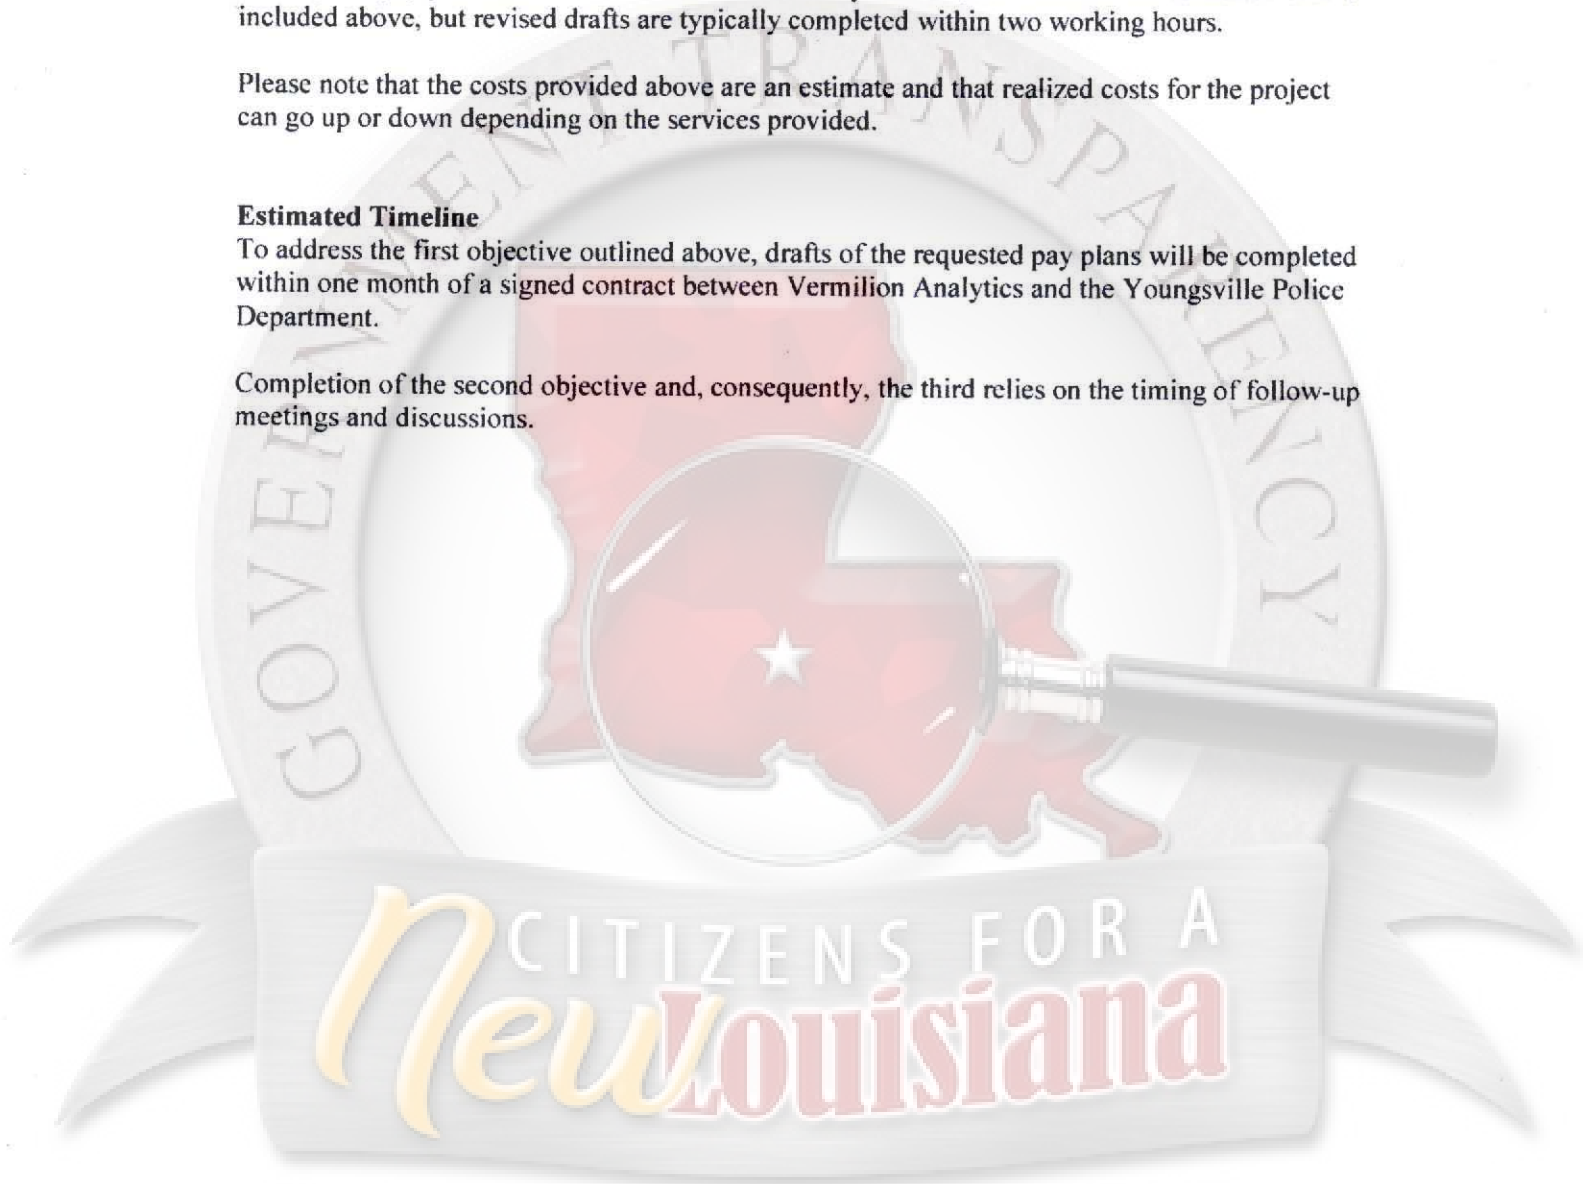 included above, but revised drafts are typically completed within two working hours.
Please note that the costs provided above are an estimate and that realized costs for the project
can go up or down depending on the services provided.
Estimated Timeline
To address the first objective outlined above, drafts of the requested pay plans will be completed
within one month of a signed contract between Vermilion Analytics and the Youngsville Police
Department.
Completion of the second objective and, consequently, the third relies on the timing of follow-up
meetings and discussions.
GOVERNMENT TRANSPARENCY
CITIZENS FOR A
New Louisiana